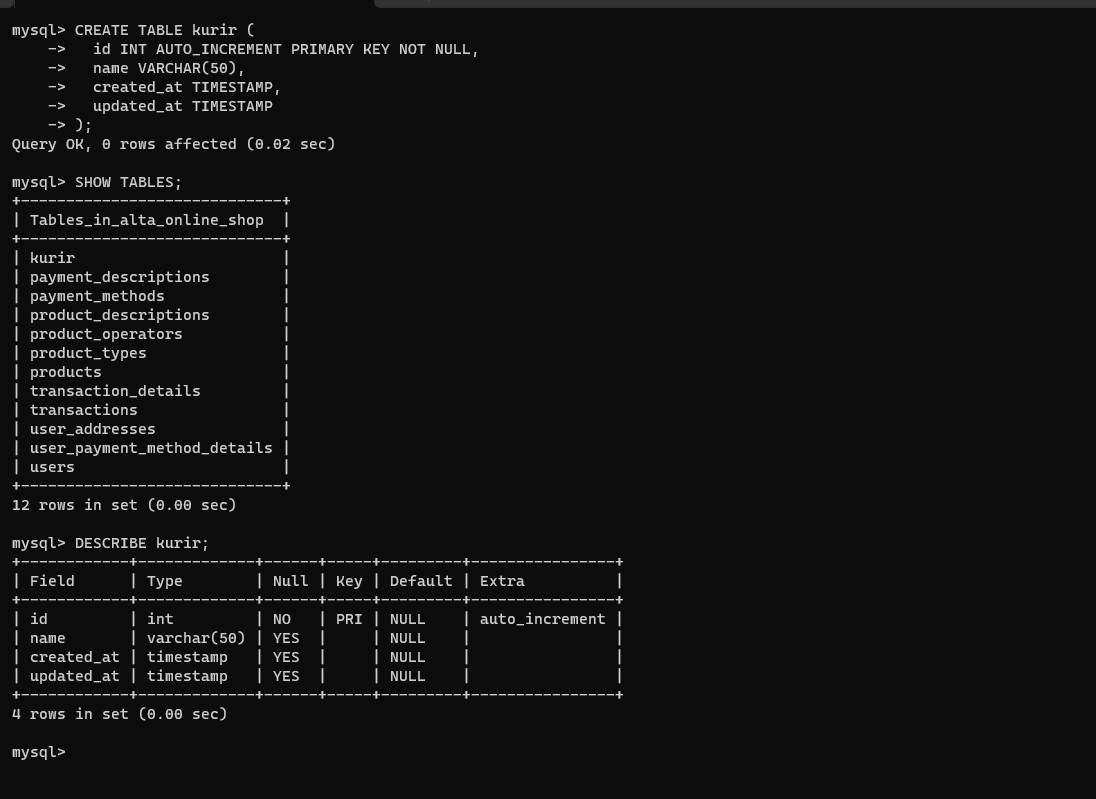 mysql> CREATE TABLE kurir (
    ->   id INT AUTO_INCREMENT PRIMARY KEY NOT NULL,
    ->   name VARCHAR(50),
    ->   created_at TIMESTAMP,
    ->   updated_at TIMESTAMP
    -> );
Query OK, 0 rows affected (0.02 sec)

mysql> SHOW TABLES;
+-----------------------------+
| Tables_in_alta_online_shop  |
+-----------------------------+
| kurir                       |
| payment_descriptions        |
| payment_methods             |
| product_descriptions        |
| product_operators           |
| product_types               |
| products                    |
| transaction_details         |
| transactions                |
| user_addresses              |
| user_payment_method_details |
| users                       |
+-----------------------------+
12 rows in set (0.00 sec)

mysql> DESCRIBE kurir;
+------------+-------------+------+-----+---------+----------------+
| Field      | Type        | Null | Key | Default | Extra          |
+------------+-------------+------+-----+---------+----------------+
| id         | int         | NO   | PRI | NULL    | auto_increment |
| name       | varchar(50) | YES  |     | NULL    |                |
| created_at | timestamp   | YES  |     | NULL    |                |
| updated_at | timestamp   | YES  |     | NULL    |                |
+------------+-------------+------+-----+---------+----------------+
4 rows in set (0.00 sec)

mysql>